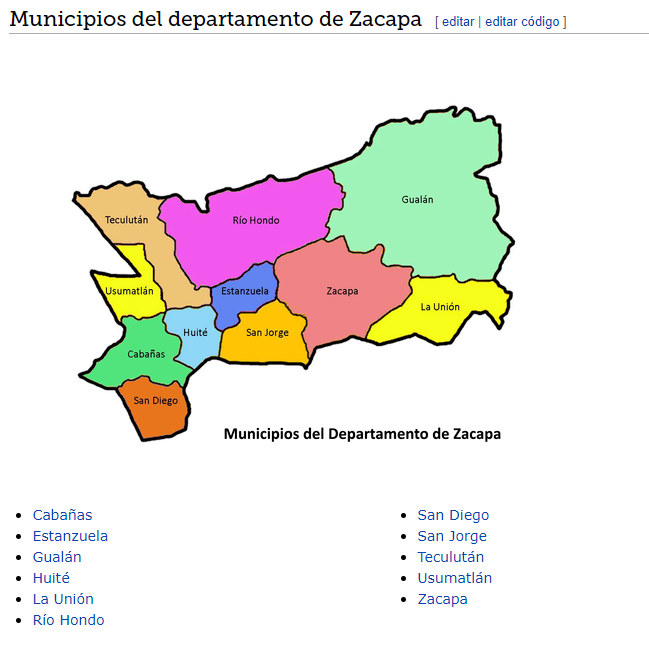 Municipios del departamento de Zacapa [ editar | editar código ]
Gualán
Teculután
Río Hondo
Usumatlán
Estanzuela
Zacapa
La Unión
Huité
San Jorge
Cabañas
San Diego
Municipios del Departamento de Zacapa
Cabañas
Estanzuela
Gualán
Huité
La Unión
Río Hondo
San Diego
San Jorge
Teculután
Usumatlán
Zacapa